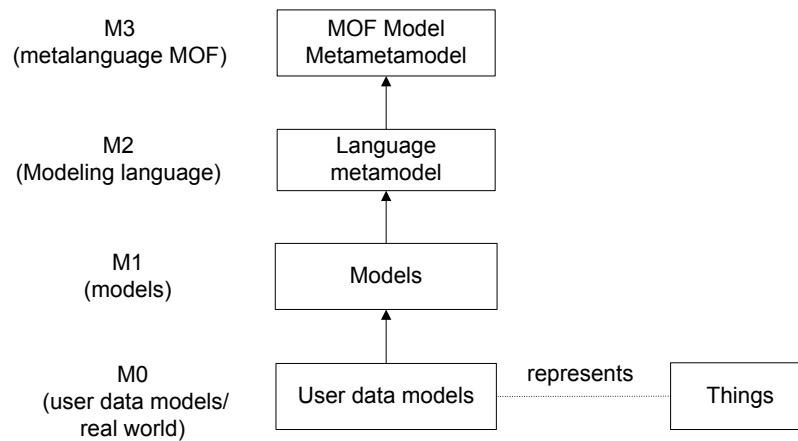 M3
(metalanguage MOF)
MOF Model
Metametamodel
M2
(Modeling language)
Language
metamodel
M1
(models)
Models
M0
(user data models/
real world)
User data models
represents
Things